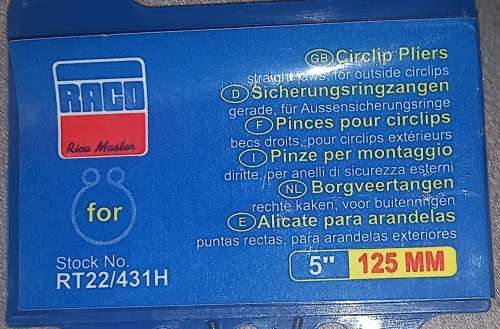 RACO
Rico Master
for
Stock No.
RT22/431H
GB Circlip Pliers
straight jaws, for outside circlips
D Sicherungsringzangen
gerade, für Aussensicherungsringe
F Pinces pour circlips
becs droits, pour circlips extérieurs
I Pinze per montaggio
diritte, per anelli di sicurezza esterni
NL Borgveertangen
rechte kaken, voor buitenringen
E Alicate para arandelas
puntas rectas, para arandelas exteriores
5" 125 MM